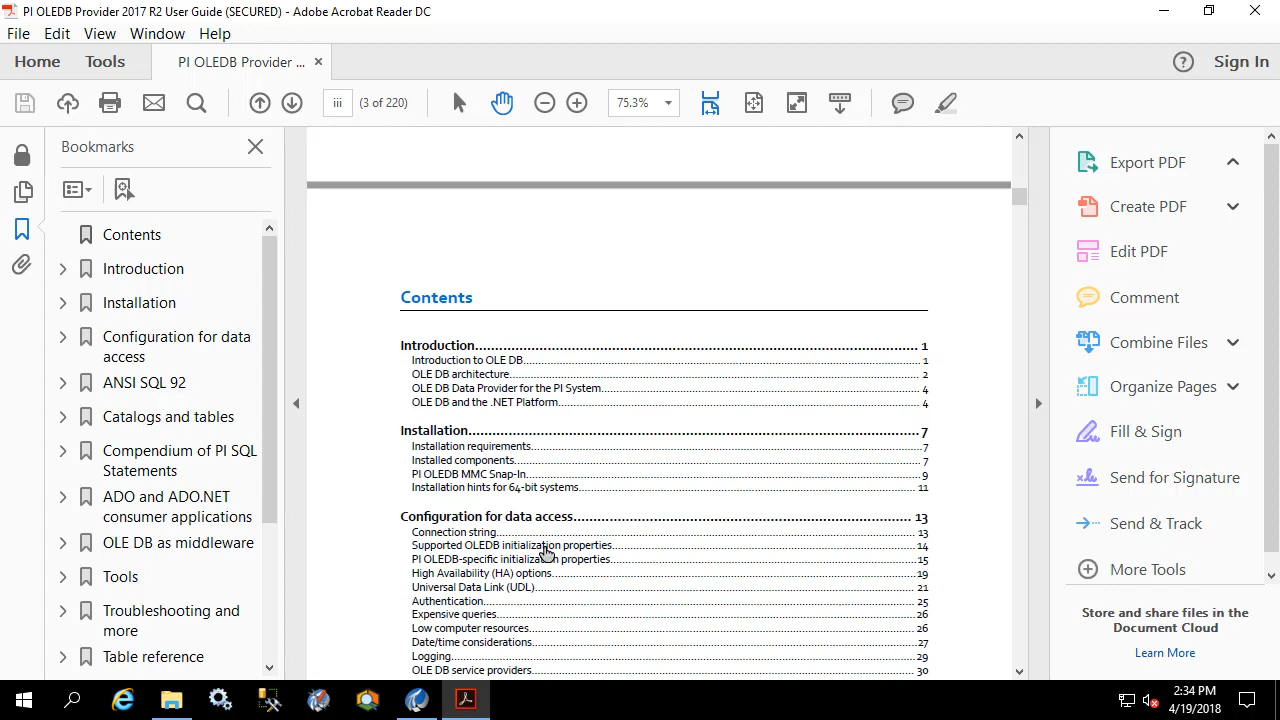 PI OLEDB Provider 2017 R2 User Guide (SECURED) - Adobe Acrobat Reader DC
File Edit View Window Help
Home Tools PI OLEDB Provider ... Sign In
iii (3 of 220) 75.3%
Bookmarks
Contents
Introduction
Installation
Configuration for data
access
ANSI SQL 92
Catalogs and tables
Compendium of PI SQL
Statements
ADO and ADO.NET
consumer applications
OLE DB as middleware
Tools
Troubleshooting and
more
Table reference
Contents
Introduction 1
Introduction to OLE DB 1
OLE DB architecture 2
OLE DB Data Provider for the PI System 4
OLE DB and the .NET Platform 4
Installation 7
Installation requirements 7
Installed components 7
PI OLEDB MMC Snap-In 9
Installation hints for 64-bit systems 11
Configuration for data access 13
Connection string 13
Supported OLEDB initialization properties 14
PI OLEDB-specific initialization properties 15
High Availability (HA) options 19
Universal Data Link (UDL) 21
Authentication 25
Expensive queries 26
Low computer resources 26
Date/time considerations 27
Logging 29
OLE DB service providers 30
Export PDF
Create PDF
Edit PDF
Comment
Combine Files
Organize Pages
Fill & Sign
Send for Signature
Send & Track
More Tools
Store and share files in the
Document Cloud
Learn More
2:34 PM
4/19/2018